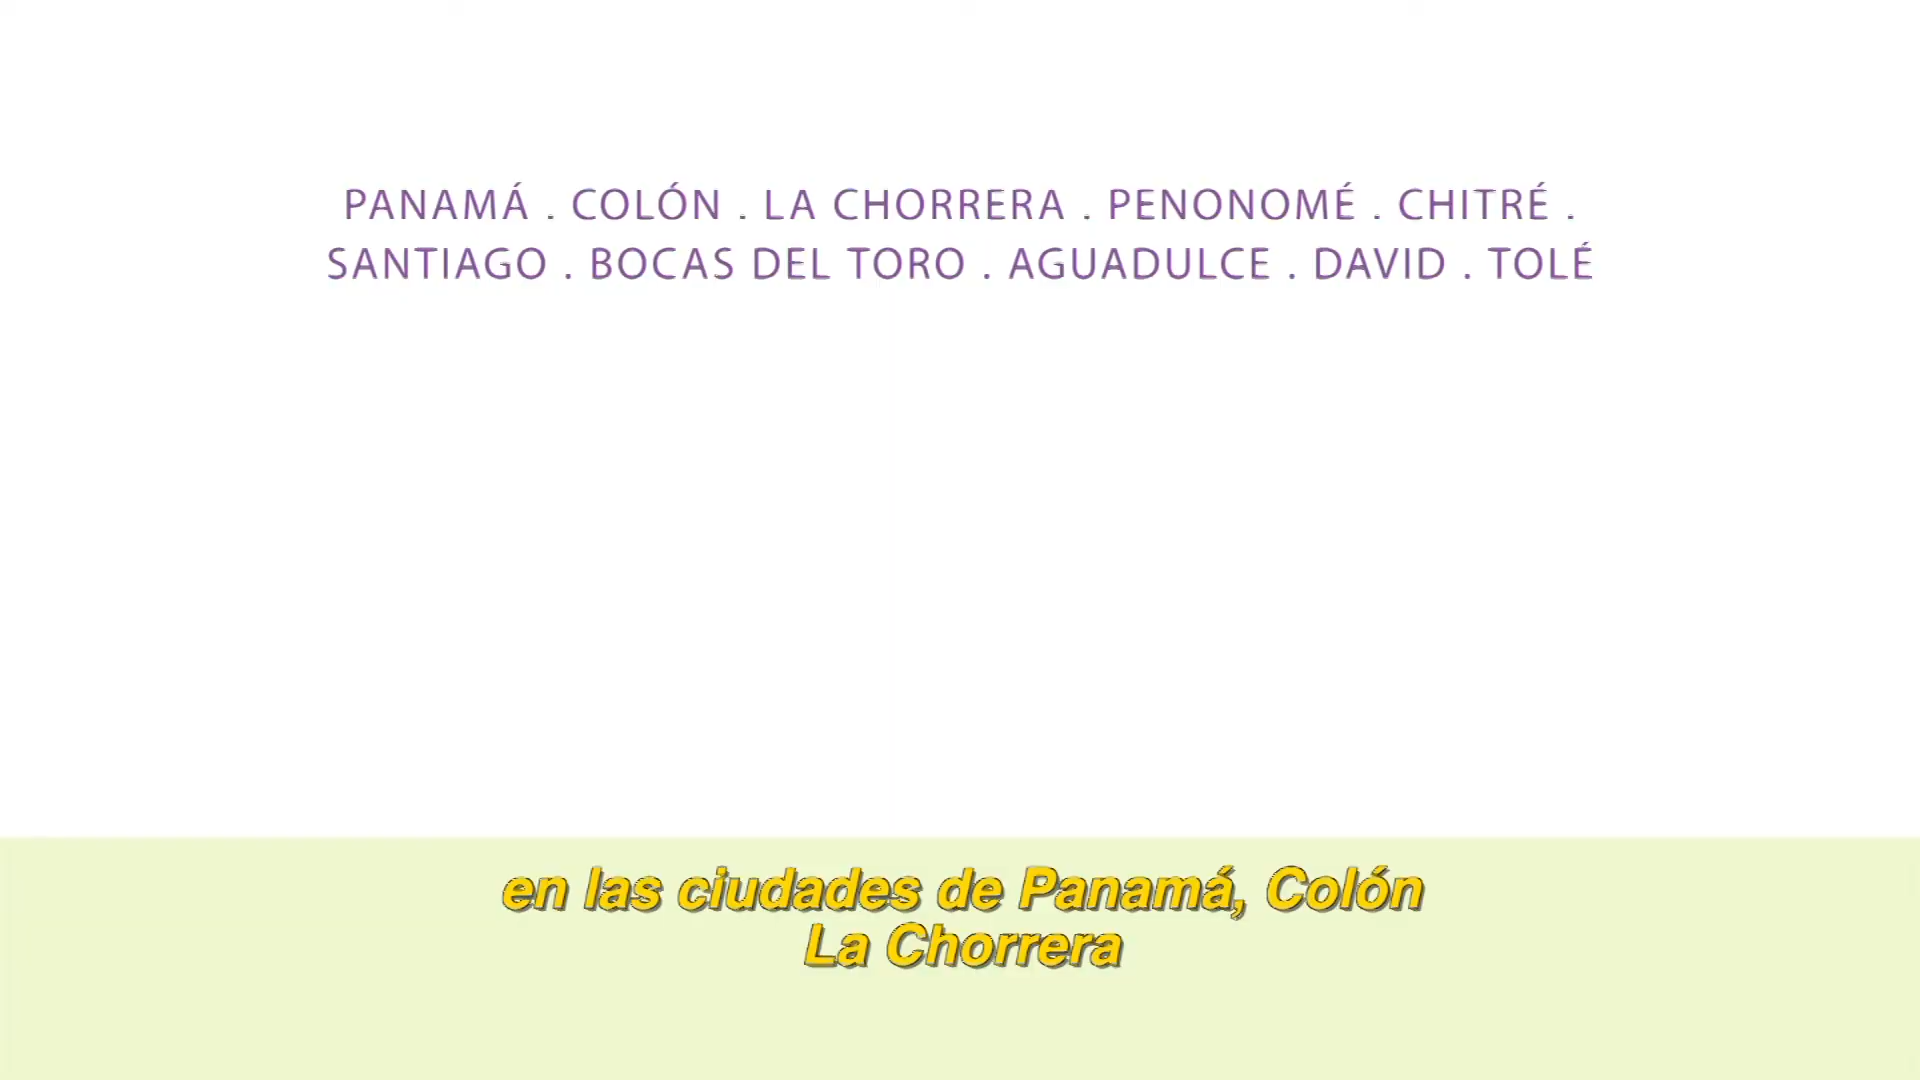 PANAMÁ . COLÓN . LA CHORRERA . PENONOMÉ . CHITRÉ .
SANTIAGO . BOCAS DEL TORO . AGUADULCE . DAVID . TOLÉ
en las ciudades de Panamá, Colón
La Chorrera